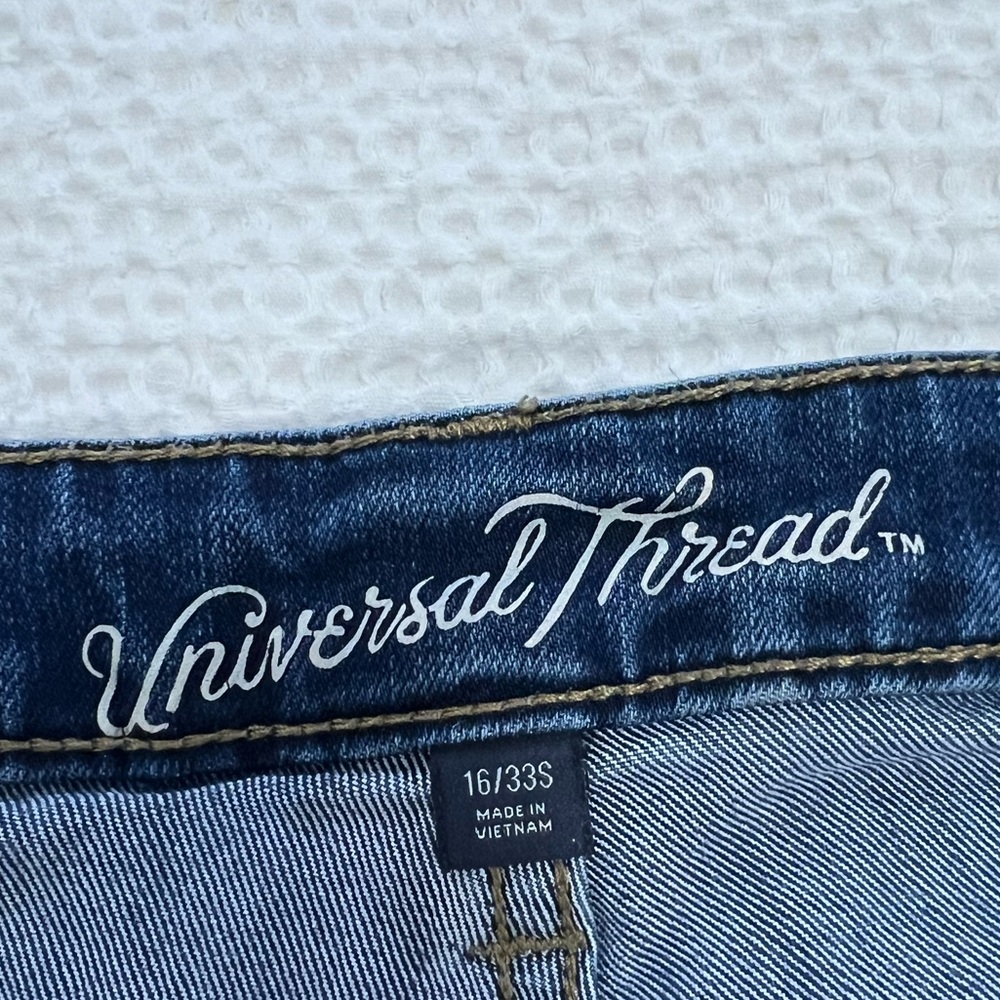 Universal Thread™
16/33S
MADE IN
VIETNAM